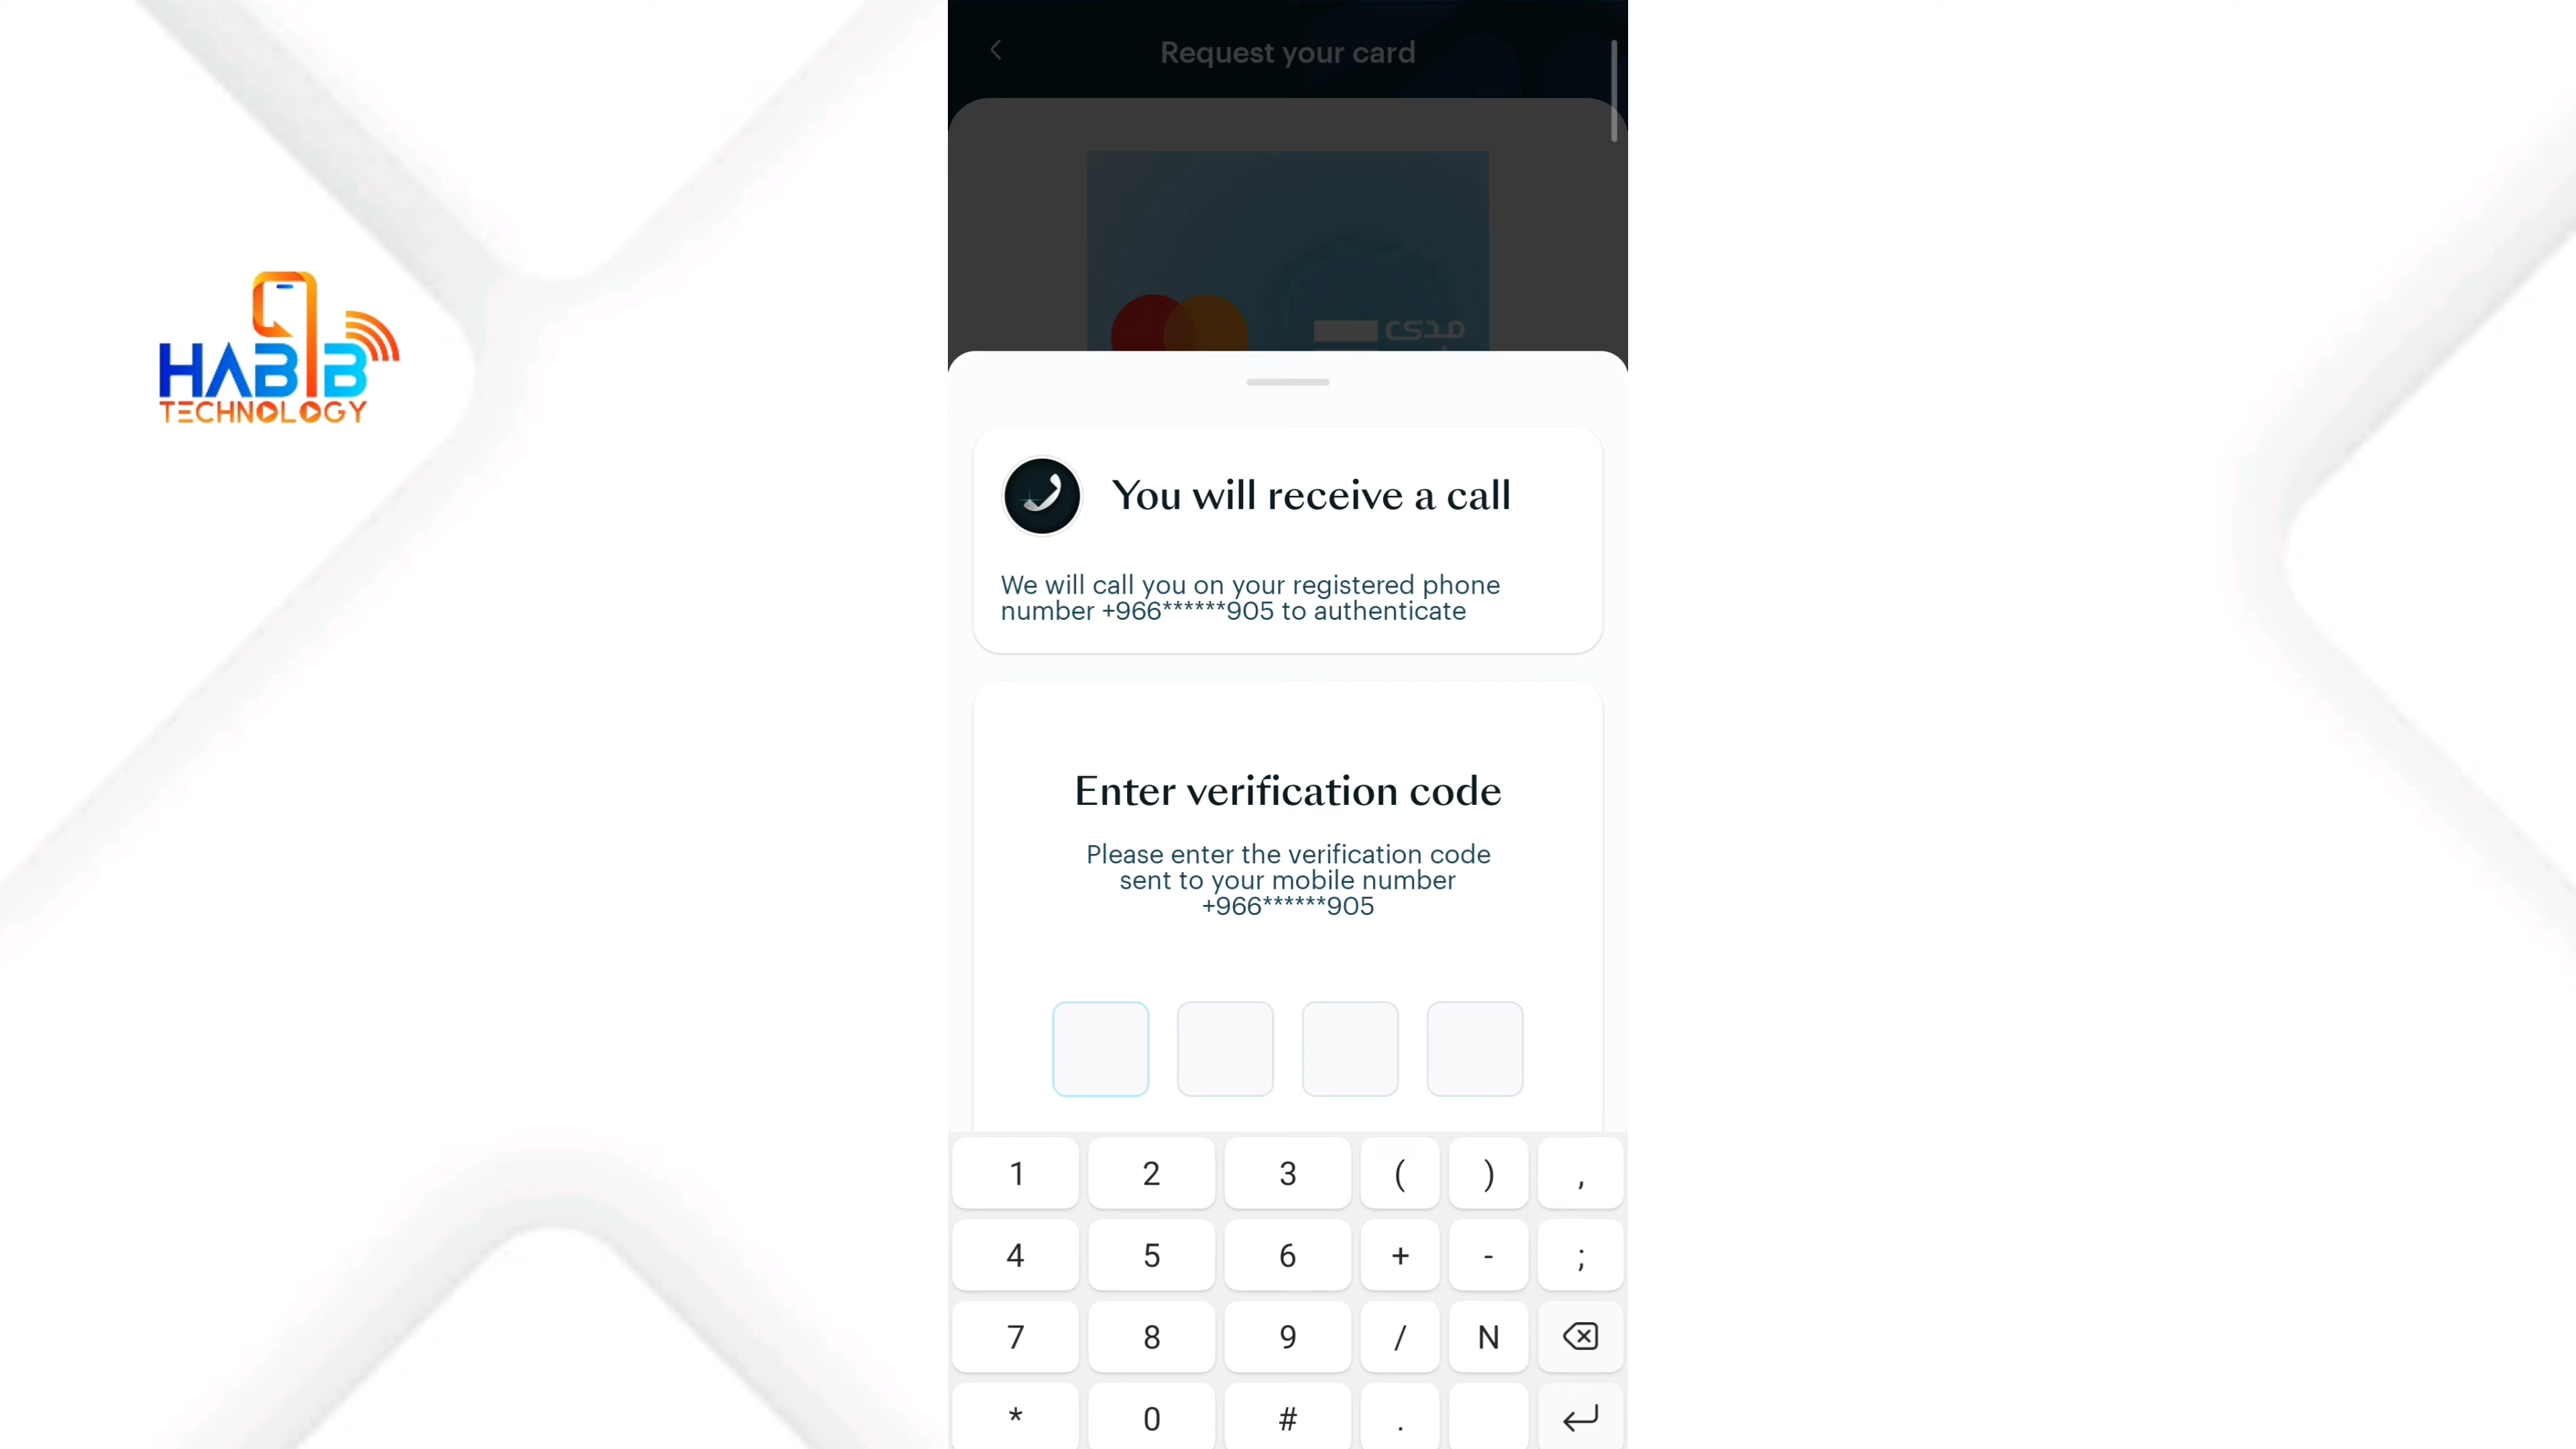 Request your card
مدى
HABIB
TECHNOLOGY
You will receive a call
We will call you on your registered phone
number +966******905 to authenticate
Enter verification code
Please enter the verification code
sent to your mobile number
+966******905
1 2 3 ( ) ,
4 5 6 + - ;
7 8 9 / N
* 0 # .